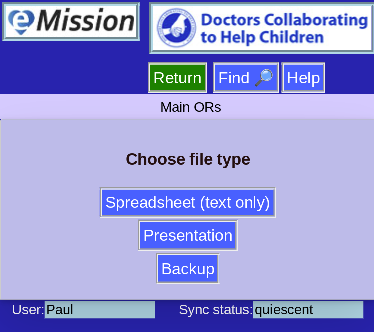 eMission
Doctors Collaborating
to Help Children
Return Find 🔎 Help
Main ORs
Choose file type
Spreadsheet (text only)
Presentation
Backup
User: Paul Sync status: quiescent